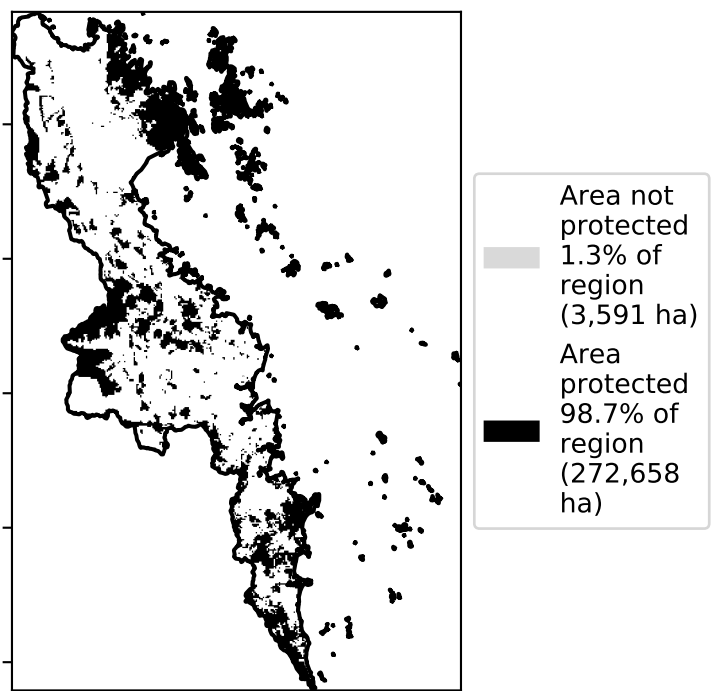 Area not
protected
1.3% of
region
(3,591 ha)
Area
protected
98.7% of
region
(272,658
ha)